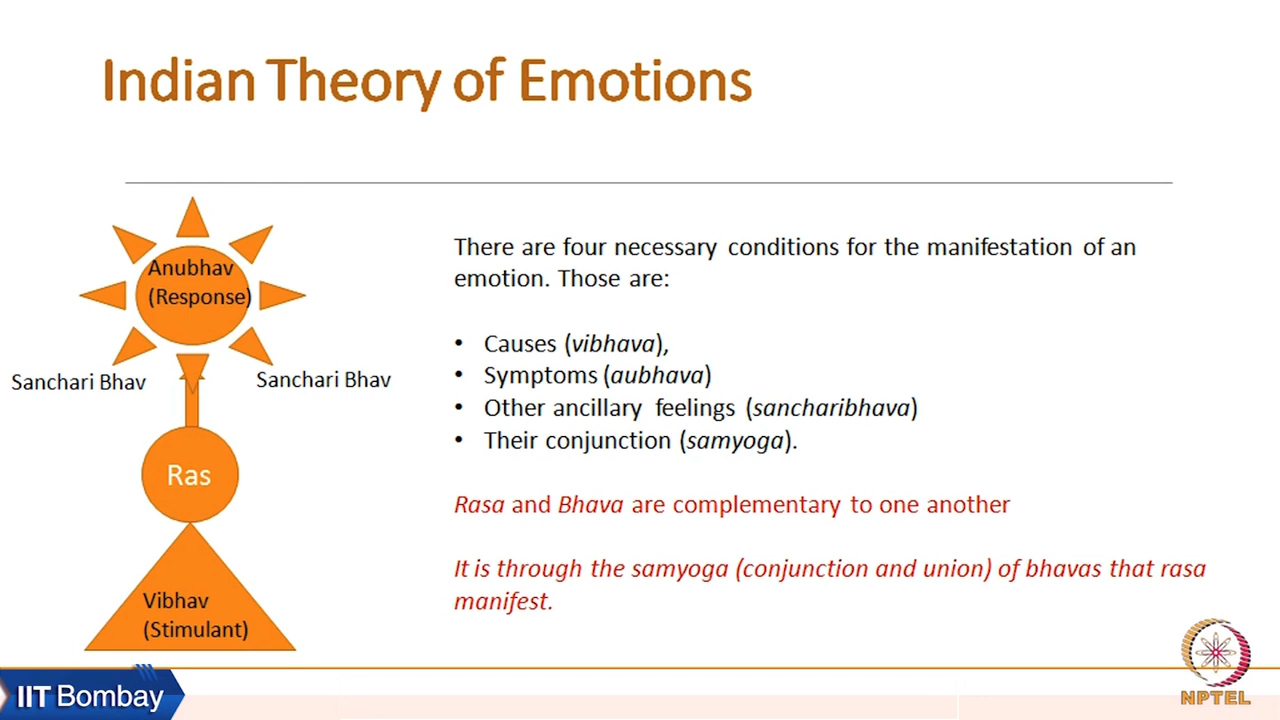 Indian Theory of Emotions
Anubhav
(Response)
Sanchari Bhav
Sanchari Bhav
Ras
Vibhav
(Stimulant)
There are four necessary conditions for the manifestation of an
emotion. Those are:
• Causes (vibhava),
• Symptoms (aubhava)
• Other ancillary feelings (sancharibhava)
• Their conjunction (samyoga).
Rasa and Bhava are complementary to one another
It is through the samyoga (conjunction and union) of bhavas that rasa
manifest.
IIT Bombay
NPTEL